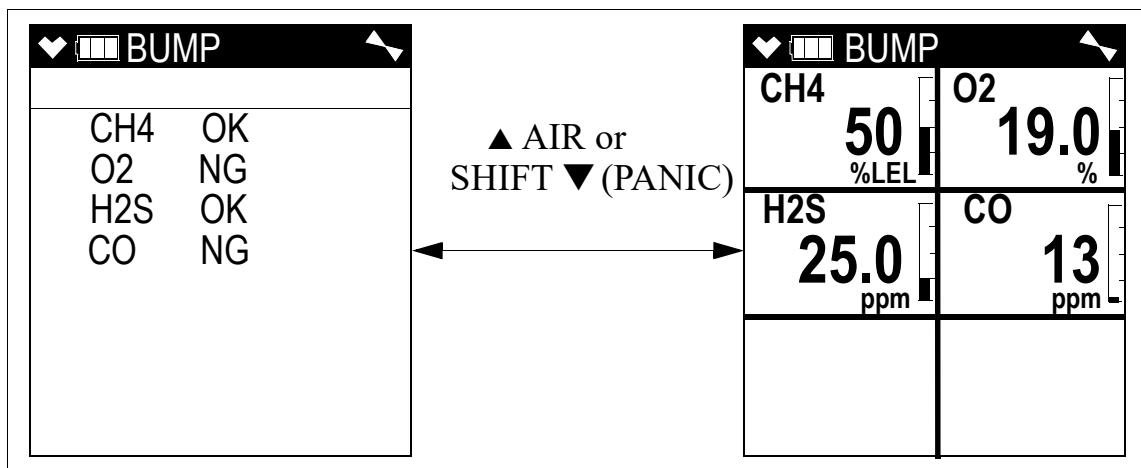 BUMP
CH4 OK
O2 NG
H2S OK
CO NG
▲ AIR or
SHIFT ▼ (PANIC)
BUMP
CH4
50
%LEL
O2
19.0
%
H2S
25.0
ppm
CO
13
ppm